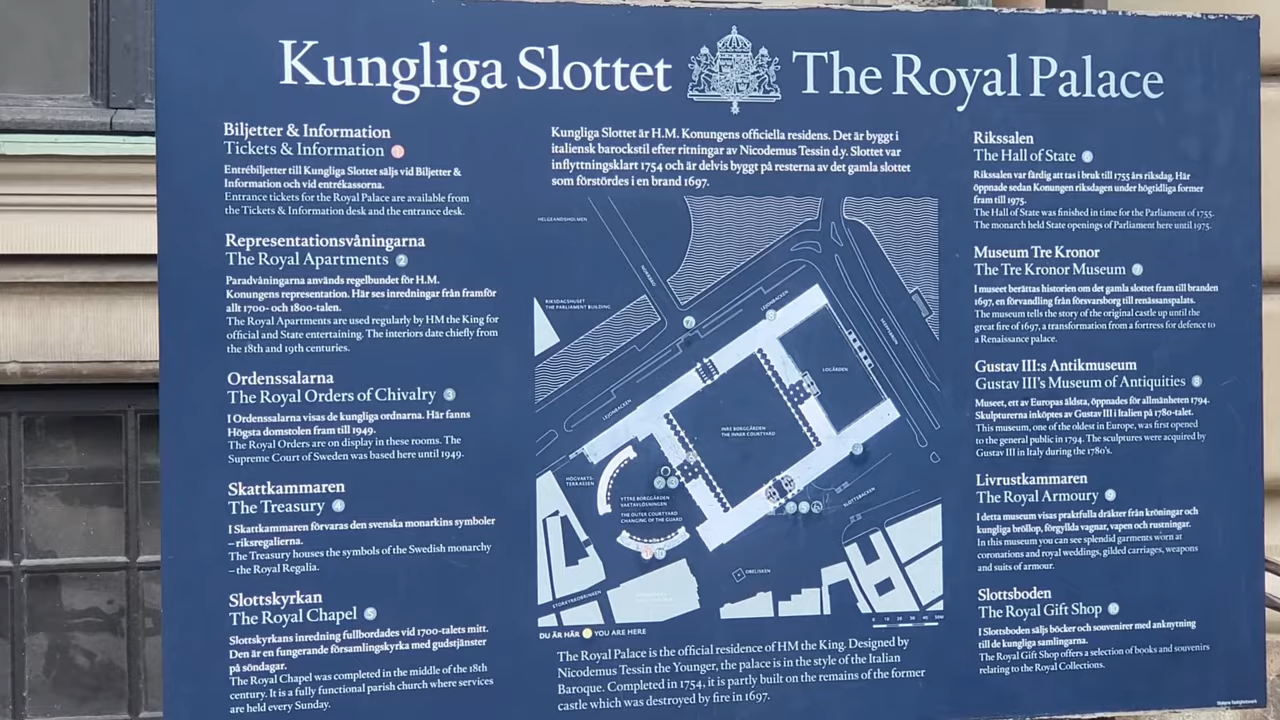 Kungliga Slottet The Royal Palace
Biljetter & Information
Tickets & Information 1
Entrébiljetter till Kungliga Slottet säljs vid Biljetter &
Information och vid entrékassorna.
Entrance tickets for the Royal Palace are available from
the Tickets & Information desk and the entrance desk.
Representationsvåningarna
The Royal Apartments 2
Paradvåningarna används regelbundet för H.M.
Konungens representation. Här ses inredningar från framför
allt 1700- och 1800-talen.
The Royal Apartments are used regularly by HM the King for
official and State entertaining. The interiors date chiefly from
the 18th and 19th centuries.
Ordenssalarna
The Royal Orders of Chivalry 3
I Ordenssalarna visas de kungliga ordnarna. Här fanns
Högsta domstolen fram till 1949.
The Royal Orders are on display in these rooms. The
Supreme Court of Sweden was based here until 1949.
Skattkammaren
The Treasury 4
I Skattkammaren förvaras den svenska monarkins symboler
– riksregalierna.
The Treasury houses the symbols of the Swedish monarchy
– the Royal Regalia.
Slottskyrkan
The Royal Chapel 5
Slottskyrkans inredning fullbordades vid 1700-talets mitt.
Den är en fungerande församlingskyrka med gudstjänster
på söndagar.
The Royal Chapel was completed in the middle of the 18th
century. It is a fully functional parish church where services
are held every Sunday.
Kungliga Slottet är H.M. Konungens officiella residens. Det är byggt i
italiensk barockstil efter ritningar av Nicodemus Tessin d.y. Slottet var
inflyttningsklart 1754 och är delvis byggt på resterna av det gamla slottet
som förstördes i en brand 1697.
HELGEANDSHOLMEN
NORRBRO
RIKSDAGSHUSET
THE PARLIAMENT BUILDING
LEJONBACKEN
SKEPPSBRON
LOGÅRDEN
LEJONBACKEN
INRE BORGGÅRDEN
THE INNER COURTYARD
HÖGVAKTS-
TERRASSEN
YTTRE BORGGÅRDEN
VAKTAVLÖSNINGEN
THE OUTER COURTYARD
CHANGING OF THE GUARD
SLOTTSBACKEN
OBELISKEN
STORKYRKOBRINKEN
0 10 20 30 40 50M
DU ÄR HÄR YOU ARE HERE
The Royal Palace is the official residence of HM the King. Designed by
Nicodemus Tessin the Younger, the palace is in the style of the Italian
Baroque. Completed in 1754, it is partly built on the remains of the former
castle which was destroyed by fire in 1697.
Rikssalen
The Hall of State 6
Rikssalen var färdig att tas i bruk till 1755 års riksdag. Här
öppnade sedan Konungen riksdagen under högtidliga former
fram till 1975.
The Hall of State was finished in time for the Parliament of 1755.
The monarch held State openings of Parliament here until 1975.
Museum Tre Kronor
The Tre Kronor Museum 7
I museet berättas historien om det gamla slottet fram till branden
1697, en förvandling från försvarsborg till renässanspalats.
The museum tells the story of the original castle up until the
great fire of 1697, a transformation from a fortress for defence to
a Renaissance palace.
Gustav III:s Antikmuseum
Gustav III's Museum of Antiquities 8
Museet, ett av Europas äldsta, öppnades för allmänheten 1794.
Skulpturerna inköptes av Gustav III i Italien på 1780-talet.
This museum, one of the oldest in Europe, was first opened
to the general public in 1794. The sculptures were acquired by
Gustav III in Italy during the 1780's.
Livrustkammaren
The Royal Armoury 9
I detta museum visas praktfulla dräkter från kröningar och
kungliga bröllop, förgyllda vagnar, vapen och rustningar.
In this museum you can see splendid garments worn at
coronations and royal weddings, gilded carriages, weapons
and suits of armour.
Slottsboden
The Royal Gift Shop 10
I Slottsboden säljs böcker och souvenirer med anknytning
till de kungliga samlingarna.
The Royal Gift Shop offers a selection of books and souvenirs
relating to the Royal Collections.